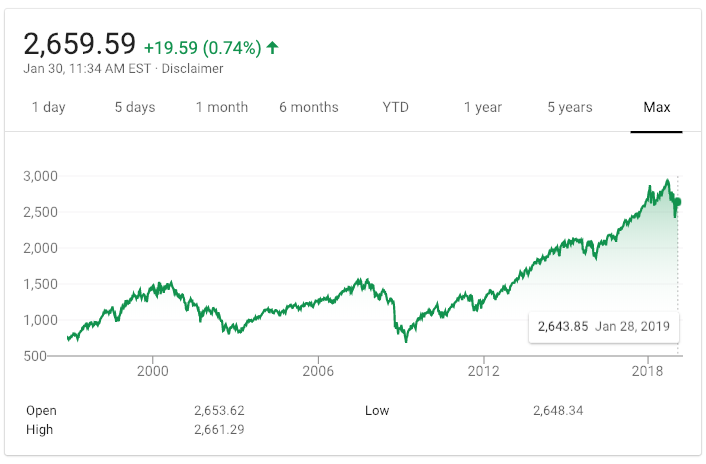 2,659.59 +19.59 (0.74%) ↑
Jan 30, 11:34 AM EST · Disclaimer
1 day 5 days 1 month 6 months YTD 1 year 5 years Max
3,000
2,500
2,000
1,500
1,000
500
2,643.85 Jan 28, 2019
2000 2006 2012 2018
Open 2,653.62 Low 2,648.34
High 2,661.29